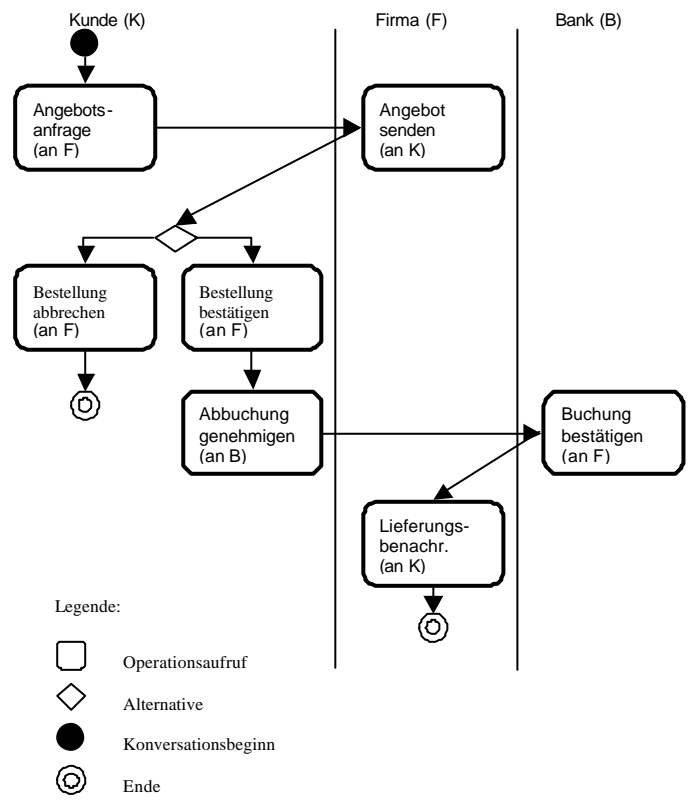 Kunde (K)
Firma (F)
Bank (B)
Angebots-
anfrage
(an F)
Angebot
senden
(an K)
Bestellung
abbrechen
(an F)
Bestellung
bestätigen
(an F)
Abbuchung
genehmigen
(an B)
Buchung
bestätigen
(an F)
Lieferungs-
benachr.
(an K)
Legende:
Operationsaufruf
Alternative
Konversationsbeginn
Ende